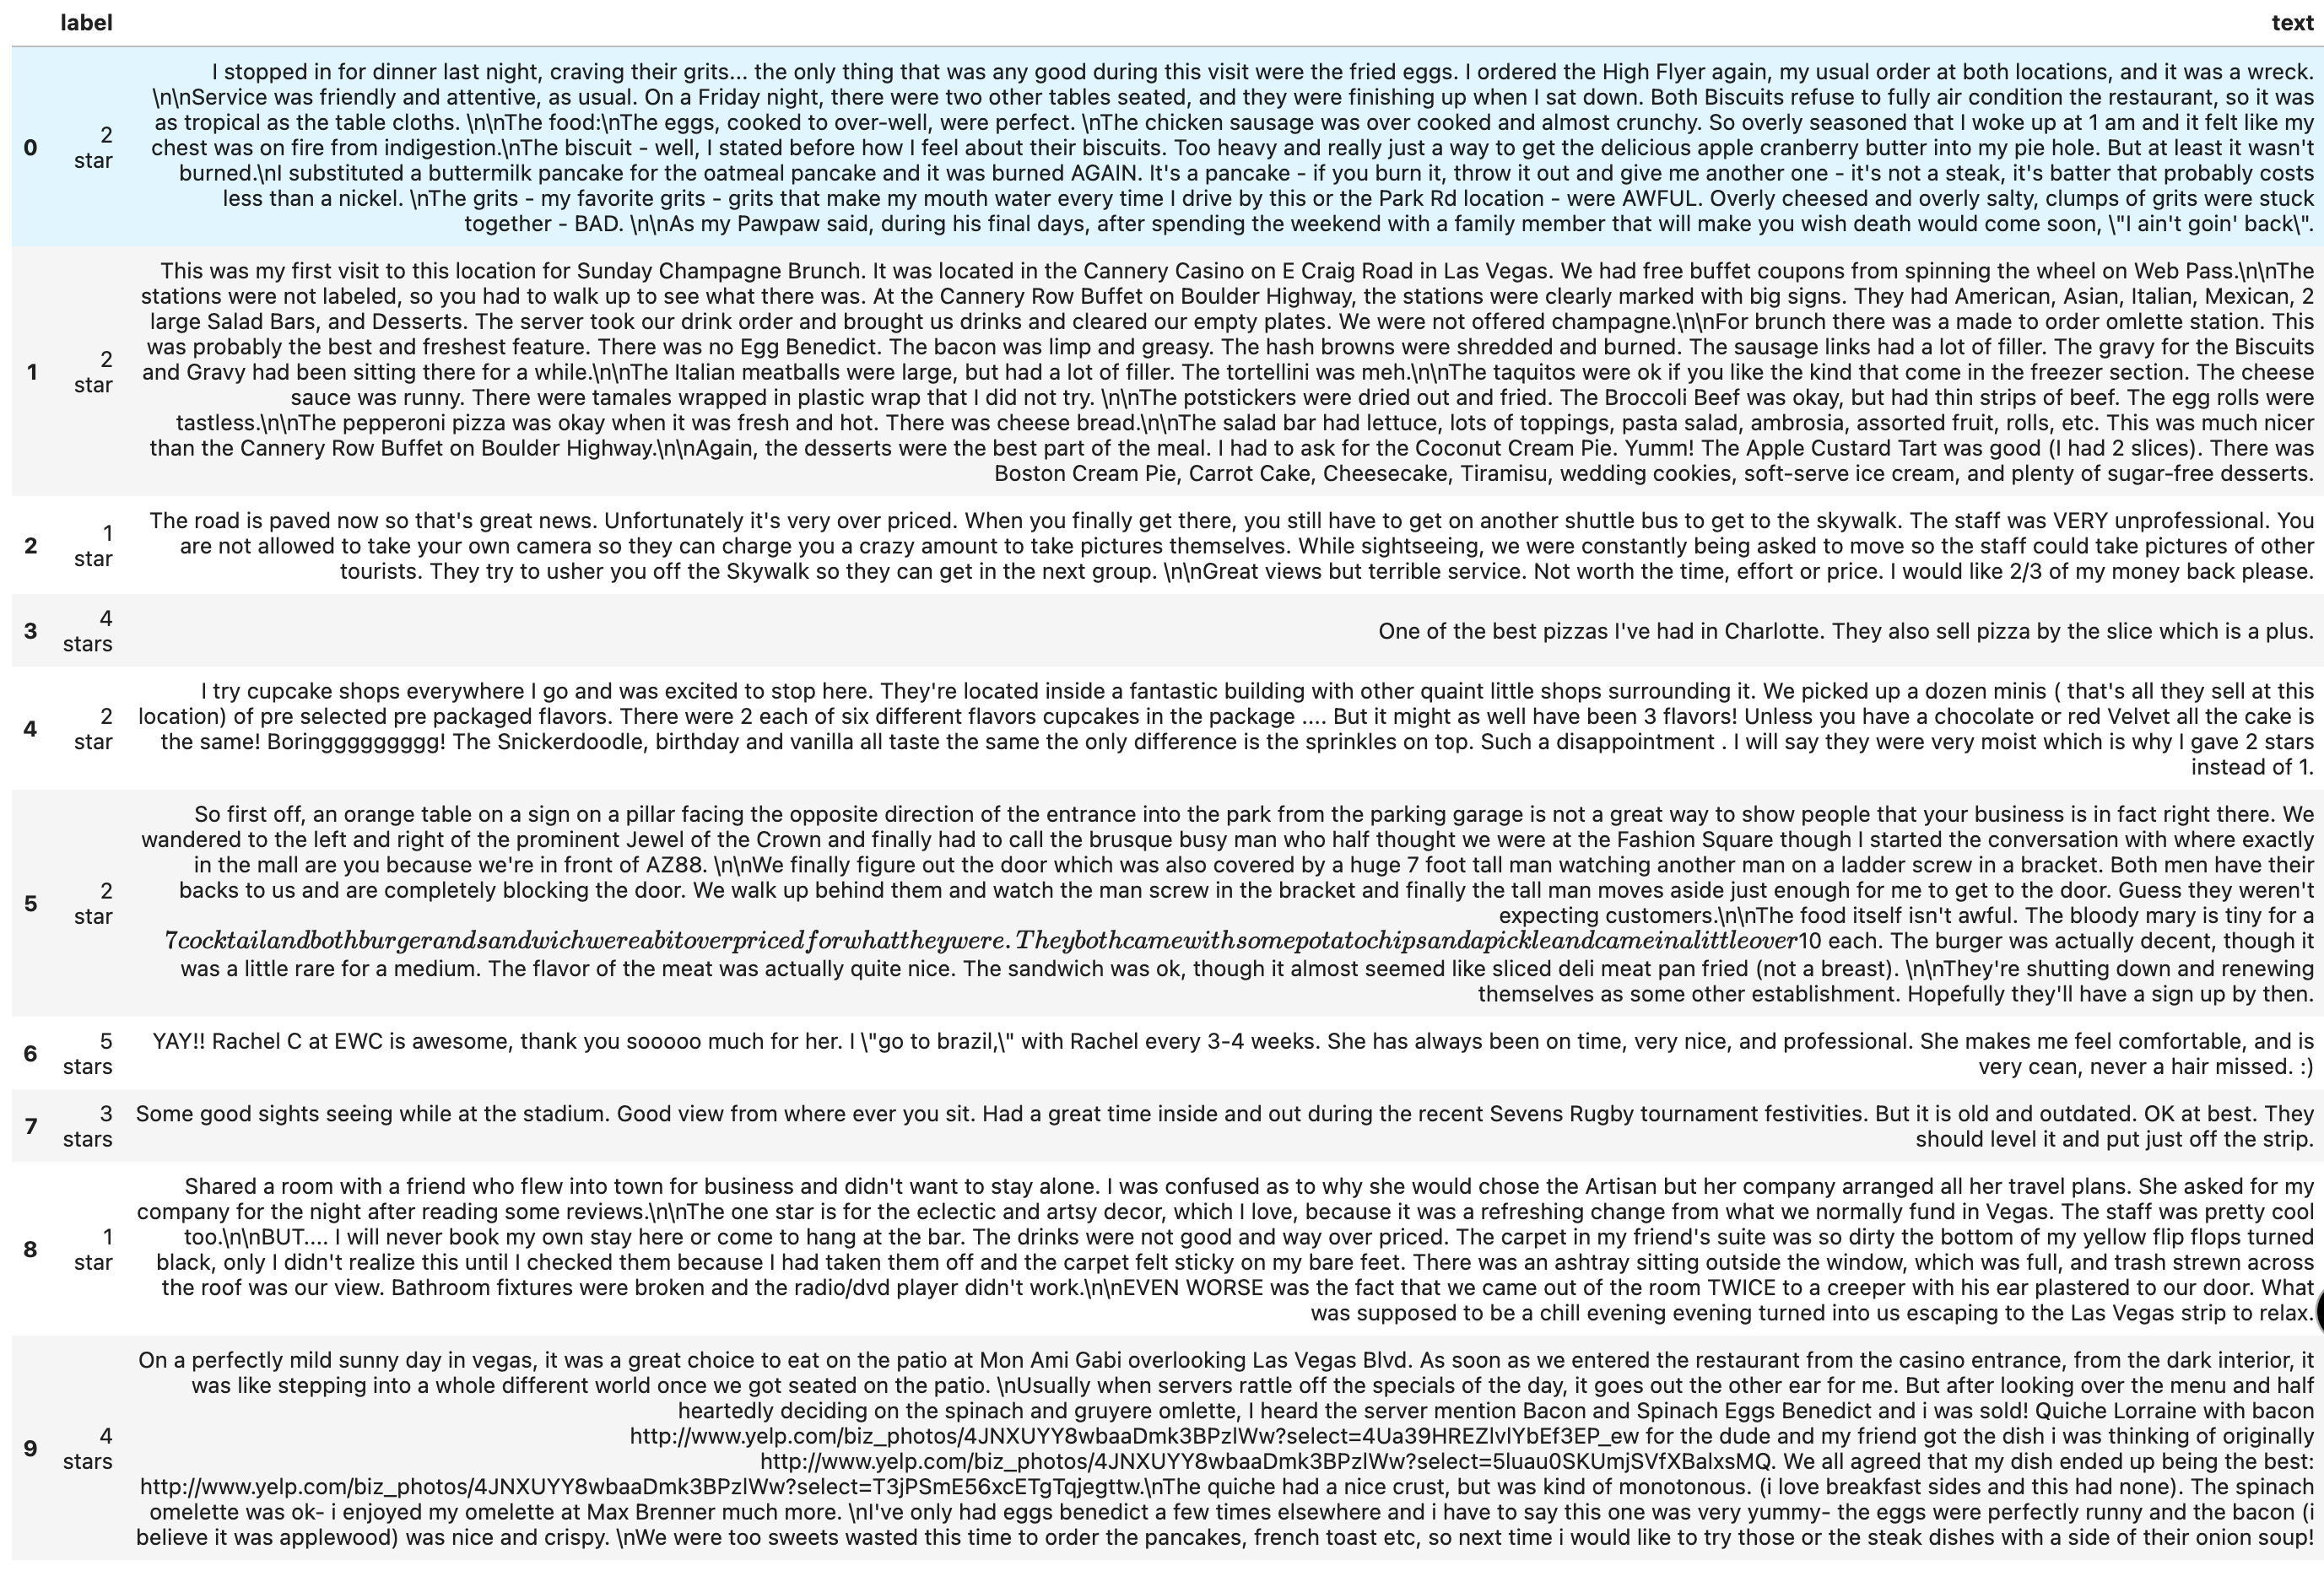 label text
0 2 star I stopped in for dinner last night, craving their grits... the only thing that was any good during this visit were the fried eggs. I ordered the High Flyer again, my usual order at both locations, and it was a wreck.
\n\nService was friendly and attentive, as usual. On a Friday night, there were two other tables seated, and they were finishing up when I sat down. Both Biscuits refuse to fully air condition the restaurant, so it was
as tropical as the table cloths. \n\nThe food:\nThe eggs, cooked to over-well, were perfect. \nThe chicken sausage was over cooked and almost crunchy. So overly seasoned that I woke up at 1 am and it felt like my
chest was on fire from indigestion.\nThe biscuit - well, I stated before how I feel about their biscuits. Too heavy and really just a way to get the delicious apple cranberry butter into my pie hole. But at least it wasn't
burned.\nI substituted a buttermilk pancake for the oatmeal pancake and it was burned AGAIN. It's a pancake - if you burn it, throw it out and give me another one - it's not a steak, it's batter that probably costs
less than a nickel. \nThe grits - my favorite grits - grits that make my mouth water every time I drive by this or the Park Rd location - were AWFUL. Overly cheesed and overly salty, clumps of grits were stuck
together - BAD. \n\nAs my Pawpaw said, during his final days, after spending the weekend with a family member that will make you wish death would come soon, \"I ain't goin' back\".
1 2 star This was my first visit to this location for Sunday Champagne Brunch. It was located in the Cannery Casino on E Craig Road in Las Vegas. We had free buffet coupons from spinning the wheel on Web Pass.\n\nThe
stations were not labeled, so you had to walk up to see what there was. At the Cannery Row Buffet on Boulder Highway, the stations were clearly marked with big signs. They had American, Asian, Italian, Mexican, 2
large Salad Bars, and Desserts. The server took our drink order and brought us drinks and cleared our empty plates. We were not offered champagne.\n\nFor brunch there was a made to order omlette station. This
was probably the best and freshest feature. There was no Egg Benedict. The bacon was limp and greasy. The hash browns were shredded and burned. The sausage links had a lot of filler. The gravy for the Biscuits
and Gravy had been sitting there for a while.\n\nThe Italian meatballs were large, but had a lot of filler. The tortellini was meh.\n\nThe taquitos were ok if you like the kind that come in the freezer section. The cheese
sauce was runny. There were tamales wrapped in plastic wrap that I did not try. \n\nThe potstickers were dried out and fried. The Broccoli Beef was okay, but had thin strips of beef. The egg rolls were
tastless.\n\nThe pepperoni pizza was okay when it was fresh and hot. There was cheese bread.\n\nThe salad bar had lettuce, lots of toppings, pasta salad, ambrosia, assorted fruit, rolls, etc. This was much nicer
than the Cannery Row Buffet on Boulder Highway.\n\nAgain, the desserts were the best part of the meal. I had to ask for the Coconut Cream Pie. Yumm! The Apple Custard Tart was good (I had 2 slices). There was
Boston Cream Pie, Carrot Cake, Cheesecake, Tiramisu, wedding cookies, soft-serve ice cream, and plenty of sugar-free desserts.
2 1 star The road is paved now so that's great news. Unfortunately it's very over priced. When you finally get there, you still have to get on another shuttle bus to get to the skywalk. The staff was VERY unprofessional. You
are not allowed to take your own camera so they can charge you a crazy amount to take pictures themselves. While sightseeing, we were constantly being asked to move so the staff could take pictures of other
tourists. They try to usher you off the Skywalk so they can get in the next group. \n\nGreat views but terrible service. Not worth the time, effort or price. I would like 2/3 of my money back please.
3 4 stars One of the best pizzas I've had in Charlotte. They also sell pizza by the slice which is a plus.
4 2 star I try cupcake shops everywhere I go and was excited to stop here. They're located inside a fantastic building with other quaint little shops surrounding it. We picked up a dozen minis ( that's all they sell at this
location) of pre selected pre packaged flavors. There were 2 each of six different flavors cupcakes in the package .... But it might as well have been 3 flavors! Unless you have a chocolate or red Velvet all the cake is
the same! Boringgggggggg! The Snickerdoodle, birthday and vanilla all taste the same the only difference is the sprinkles on top. Such a disappointment . I will say they were very moist which is why I gave 2 stars
instead of 1.
5 2 star So first off, an orange table on a sign on a pillar facing the opposite direction of the entrance into the park from the parking garage is not a great way to show people that your business is in fact right there. We
wandered to the left and right of the prominent Jewel of the Crown and finally had to call the brusque busy man who half thought we were at the Fashion Square though I started the conversation with where exactly
in the mall are you because we're in front of AZ88. \n\nWe finally figure out the door which was also covered by a huge 7 foot tall man watching another man on a ladder screw in a bracket. Both men have their
backs to us and are completely blocking the door. We walk up behind them and watch the man screw in the bracket and finally the tall man moves aside just enough for me to get to the door. Guess they weren't
expecting customers.\n\nThe food itself isn't awful. The bloody mary is tiny for a
7cocktailandbothburgerandsandwichwereabitoverpricedforwhattheywere.Theybothcamewithsomepotatochipsandapickleandcameinalittleover10 each. The burger was actually decent, though it
was a little rare for a medium. The flavor of the meat was actually quite nice. The sandwich was ok, though it almost seemed like sliced deli meat pan fried (not a breast). \n\nThey're shutting down and renewing
themselves as some other establishment. Hopefully they'll have a sign up by then.
6 5 stars YAY!! Rachel C at EWC is awesome, thank you sooooo much for her. I \"go to brazil,\" with Rachel every 3-4 weeks. She has always been on time, very nice, and professional. She makes me feel comfortable, and is
very cean, never a hair missed. :)
7 3 stars Some good sights seeing while at the stadium. Good view from where ever you sit. Had a great time inside and out during the recent Sevens Rugby tournament festivities. But it is old and outdated. OK at best. They
should level it and put just off the strip.
8 1 star Shared a room with a friend who flew into town for business and didn't want to stay alone. I was confused as to why she would chose the Artisan but her company arranged all her travel plans. She asked for my
company for the night after reading some reviews.\n\nThe one star is for the eclectic and artsy decor, which I love, because it was a refreshing change from what we normally fund in Vegas. The staff was pretty cool
too.\n\nBUT.... I will never book my own stay here or come to hang at the bar. The drinks were not good and way over priced. The carpet in my friend's suite was so dirty the bottom of my yellow flip flops turned
black, only I didn't realize this until I checked them because I had taken them off and the carpet felt sticky on my bare feet. There was an ashtray sitting outside the window, which was full, and trash strewn across
the roof was our view. Bathroom fixtures were broken and the radio/dvd player didn't work.\n\nEVEN WORSE was the fact that we came out of the room TWICE to a creeper with his ear plastered to our door. What
was supposed to be a chill evening evening turned into us escaping to the Las Vegas strip to relax.
9 4 stars On a perfectly mild sunny day in vegas, it was a great choice to eat on the patio at Mon Ami Gabi overlooking Las Vegas Blvd. As soon as we entered the restaurant from the casino entrance, from the dark interior, it
was like stepping into a whole different world once we got seated on the patio. \nUsually when servers rattle off the specials of the day, it goes out the other ear for me. But after looking over the menu and half
heartedly deciding on the spinach and gruyere omlette, I heard the server mention Bacon and Spinach Eggs Benedict and i was sold! Quiche Lorraine with bacon
http://www.yelp.com/biz_photos/4JNXUYY8wbaaDmk3BPzlWw?select=4Ua39HREZlvlYbEf3EP_ew for the dude and my friend got the dish i was thinking of originally
http://www.yelp.com/biz_photos/4JNXUYY8wbaaDmk3BPzlWw?select=5luau0SKUmjSVfXBalxsMQ. We all agreed that my dish ended up being the best:
http://www.yelp.com/biz_photos/4JNXUYY8wbaaDmk3BPzlWw?select=T3jPSmE56xcETgTqjegttw.\nThe quiche had a nice crust, but was kind of monotonous. (i love breakfast sides and this had none). The spinach
omelette was ok- i enjoyed my omelette at Max Brenner much more. \nI've only had eggs benedict a few times elsewhere and i have to say this one was very yummy- the eggs were perfectly runny and the bacon (i
believe it was applewood) was nice and crispy. \nWe were too sweets wasted this time to order the pancakes, french toast etc, so next time i would like to try those or the steak dishes with a side of their onion soup!